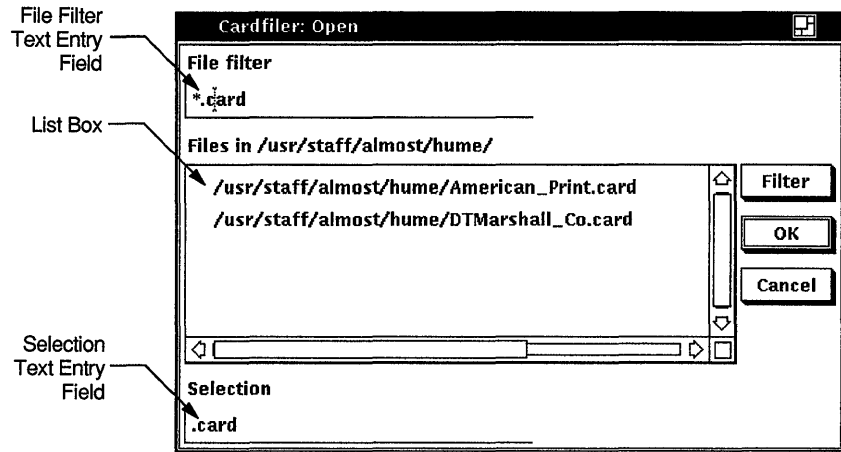 File Filter
Text Entry
Field
List Box
Selection
Text Entry
Field
Cardfiler: Open
File filter
*.card
Files in /usr/staff/almost/hume/
/usr/staff/almost/hume/American_Print.card
/usr/staff/almost/hume/DTMarshall_Co.card
Filter
OK
Cancel
Selection
.card